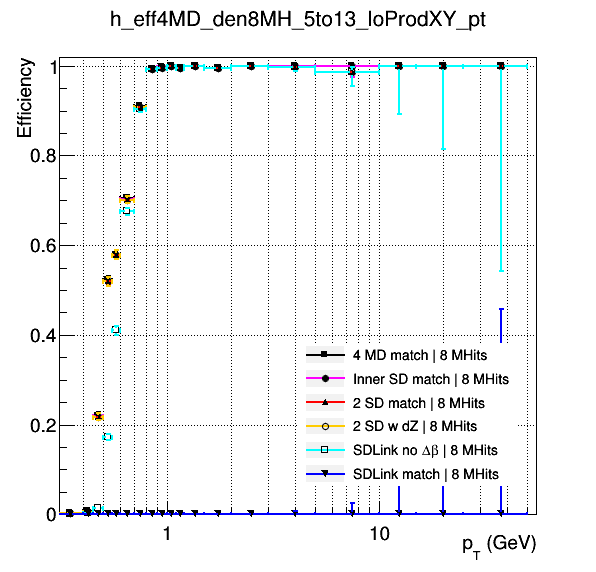 h_eff4MD_den8MH_5to13_loProdXY_pt
Efficiency
1
0.8
0.6
0.4
0.2
0
4 MD match | 8 MHits
Inner SD match | 8 MHits
2 SD match | 8 MHits
2 SD w dZ | 8 MHits
SDLink no Δβ | 8 MHits
SDLink match | 8 MHits
1
10
p_T (GeV)